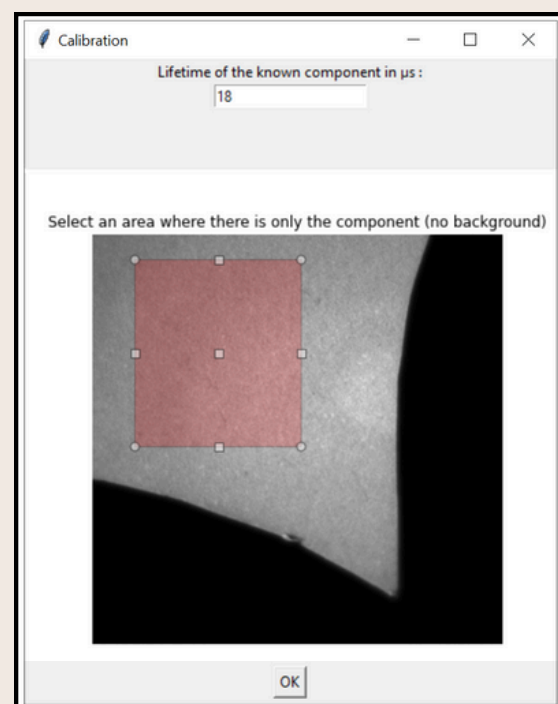 Calibration
Lifetime of the known component in µs :
18
Select an area where there is only the component (no background)
OK